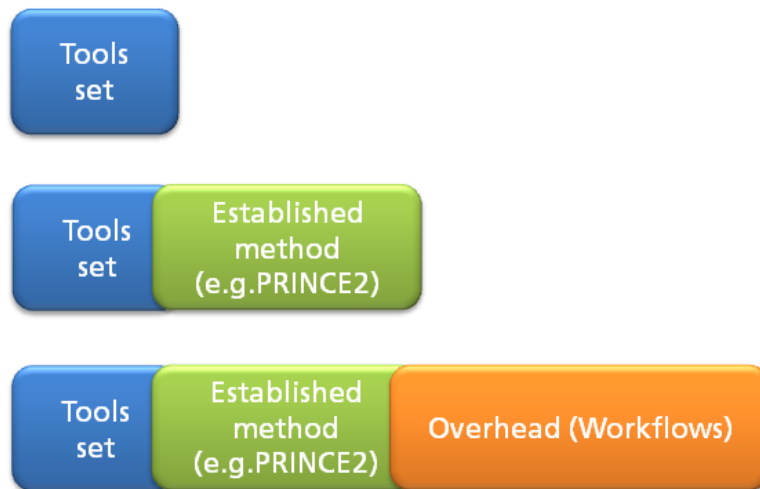 Tools
set
Tools
set
Established
method
(e.g.PRINCE2)
Tools
set
Established
method
(e.g.PRINCE2)
Overhead (Workflows)